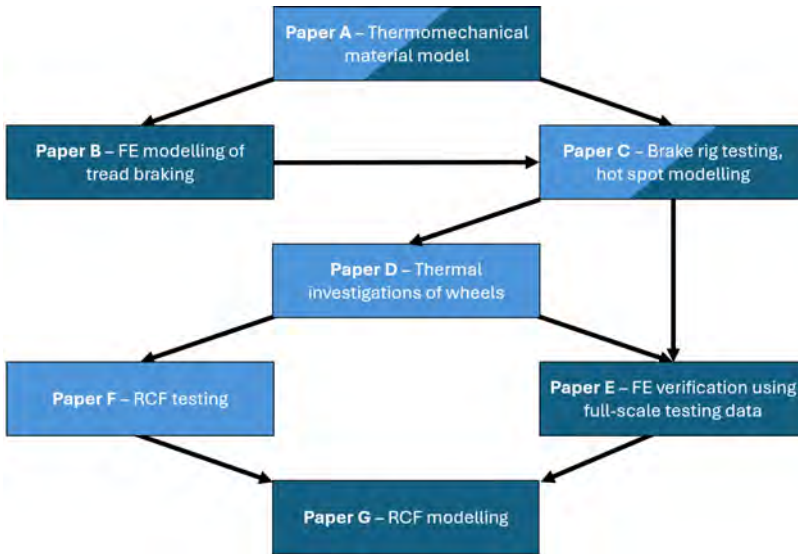 Paper A – Thermomechanical
material model
Paper B – FE modelling of
tread braking
Paper C – Brake rig testing,
hot spot modelling
Paper D – Thermal
investigations of wheels
Paper F – RCF testing
Paper E – FE verification using
full-scale testing data
Paper G – RCF modelling